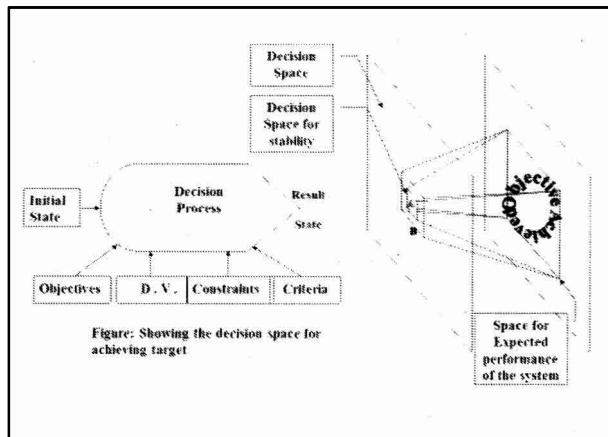 Decision
Space
Decision
Space for
stability
Initial
State
Decision
Process
Result
State
Objectives
D . V .
Constraints
Criteria
Objective Achieved
B
Space for
Expected
performance
of the system
Figure: Showing the decision space for
achieving target